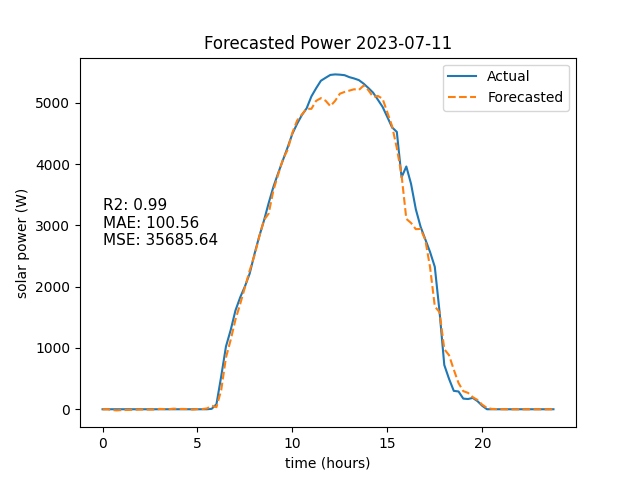 Forecasted Power 2023-07-11
Actual
Forecasted
5000
4000
3000
2000
1000
0
solar power (W)
R2: 0.99
MAE: 100.56
MSE: 35685.64
0 5 10 15 20
time (hours)